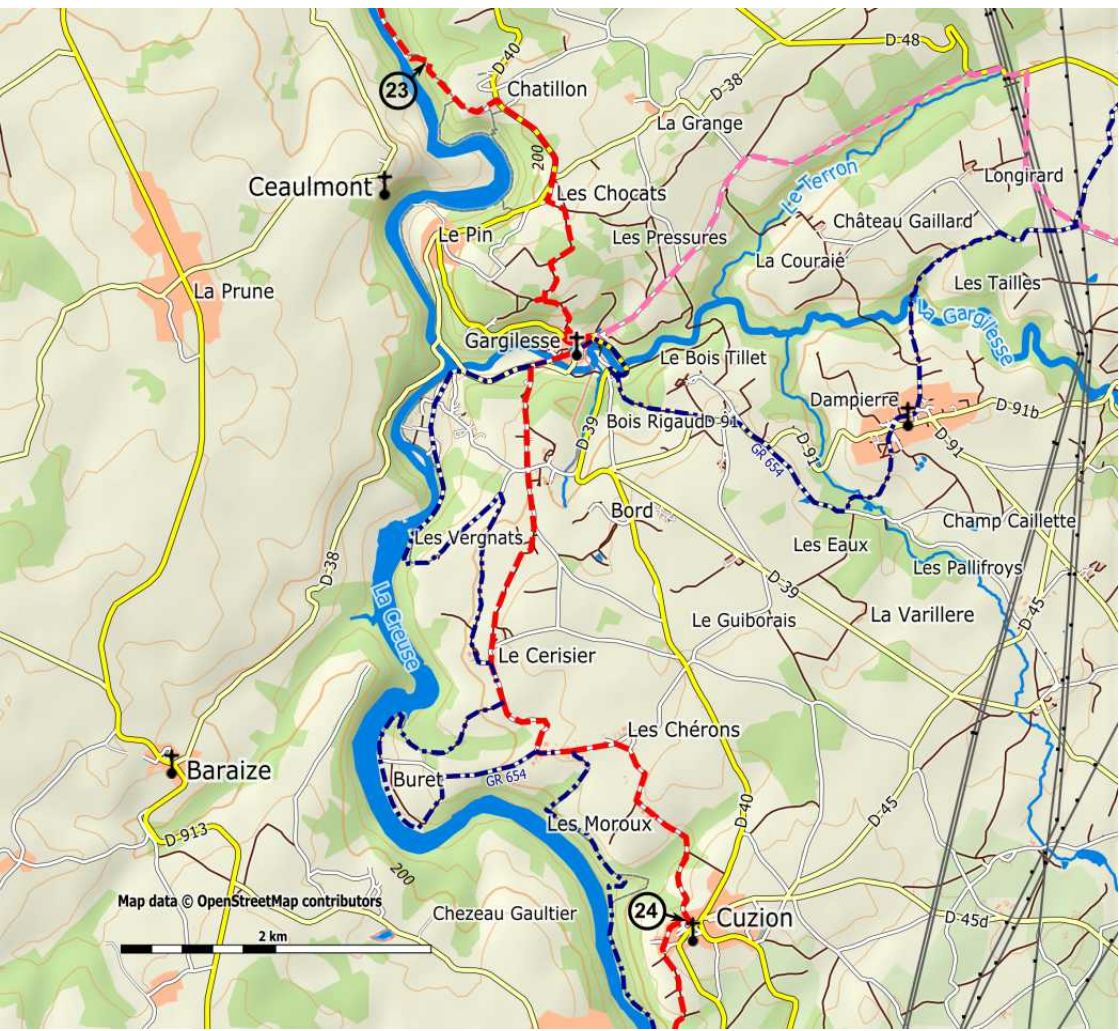 D-48
D-40
23
Chatillon
D-38
La Grange
200
Le Terron
Longirard
Ceaulmont
Les Chocats
Château Gaillard
Le Pin
Les Pressures
La Couraie
La Prune
Les Tailles
La Gargilesse
Gargilesse
Le Bois Tillet
Dampierre
D-91b
D-39
Bois Rigaud
D-91
D-91
D-91
GR 654
Bord
Champ Caillette
Les Vergnats
Les Eaux
Les Pallifroys
D-38
La Creuse
D-39
D-45
La Varillere
Le Guiborais
Le Cerisier
Les Chérons
Baraize
Buret
GR 654
D-40
D-45
Les Moroux
D-913
200
Map data © OpenStreetMap contributors
Chezeau Gaultier
24
Cuzion
D 45d
2 km